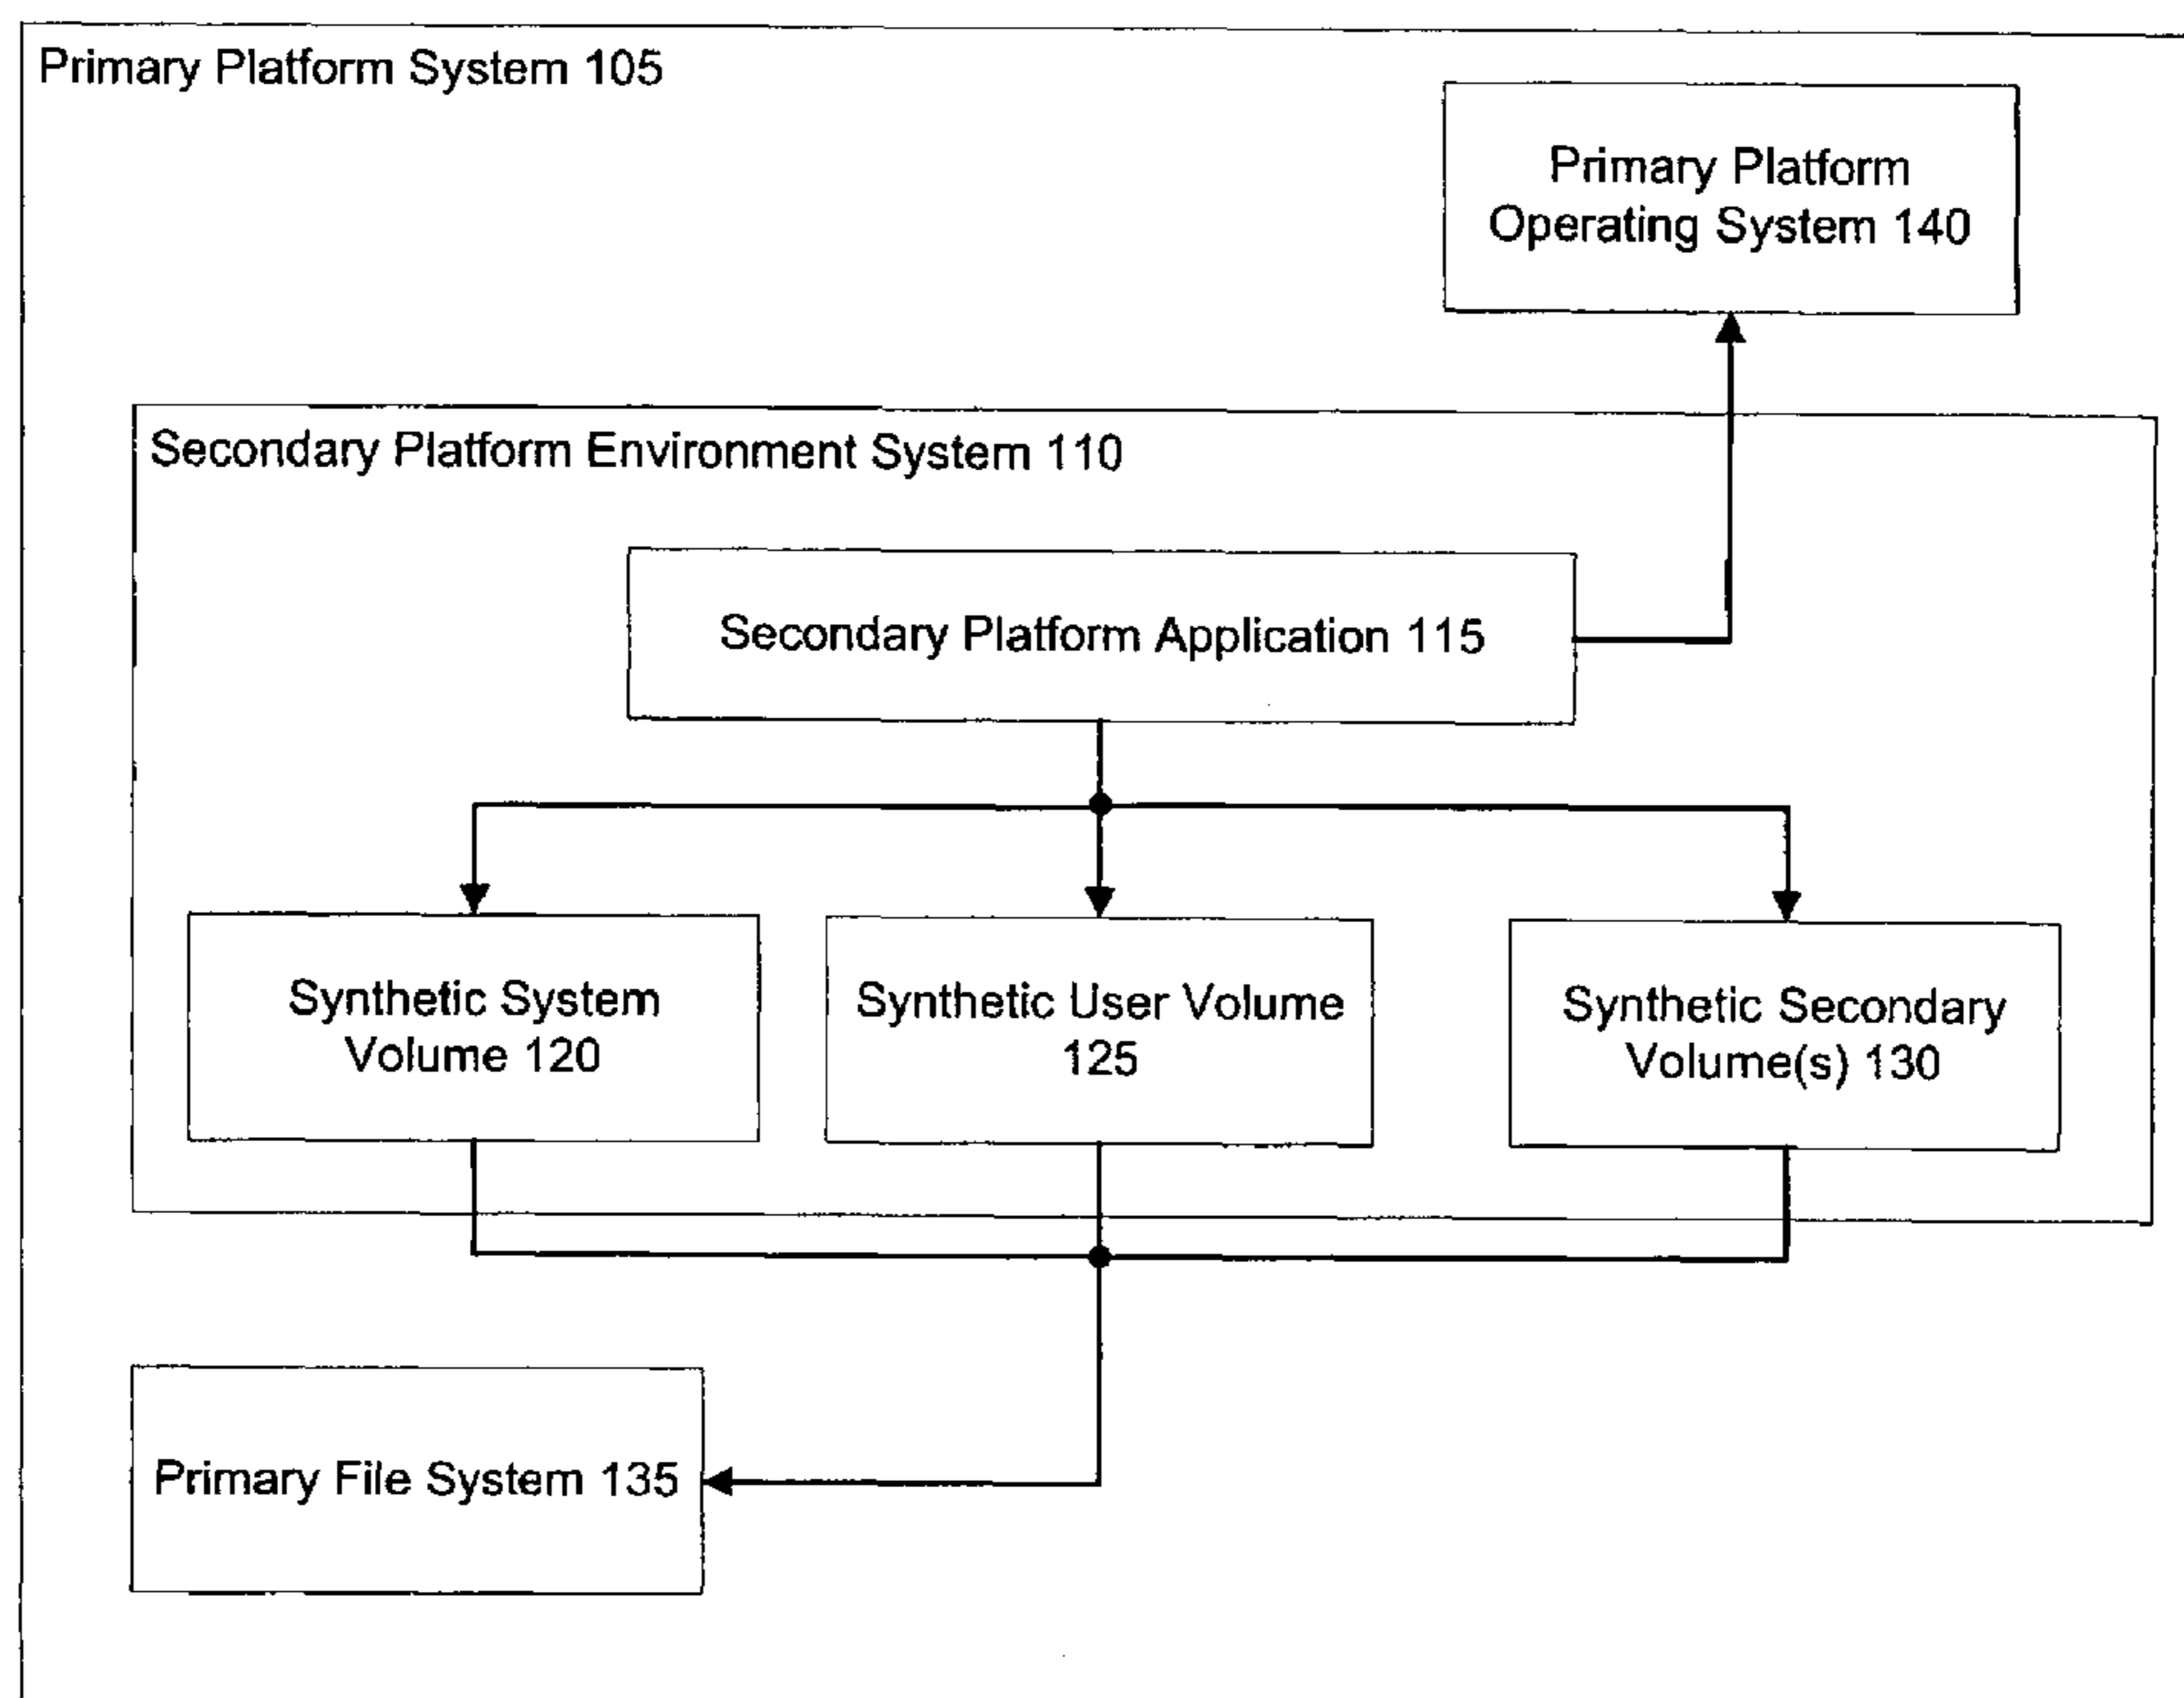 Primary Platform System 105
Primary Platform
Operating System 140
Secondary Platform Environment System 110
Secondary Platform Application 115
Synthetic System
Volume 120
Synthetic User Volume
125
Synthetic Secondary
Volume(s) 130
Primary File System 135